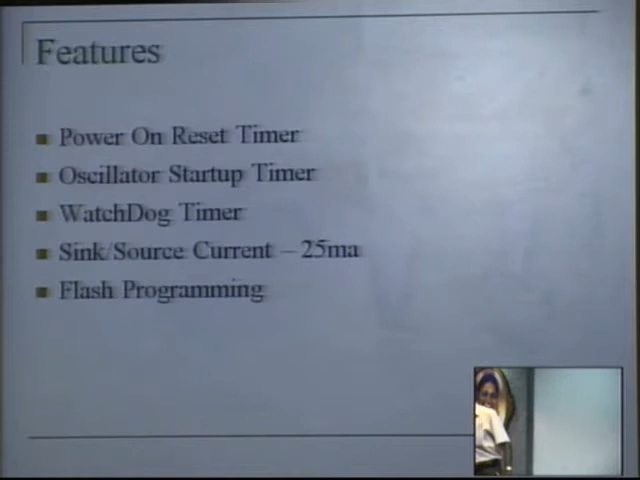 Features
Power On Reset Timer
Oscillator Startup Timer
WatchDog Timer
Sink/Source Current – 25ma
Flash Programming